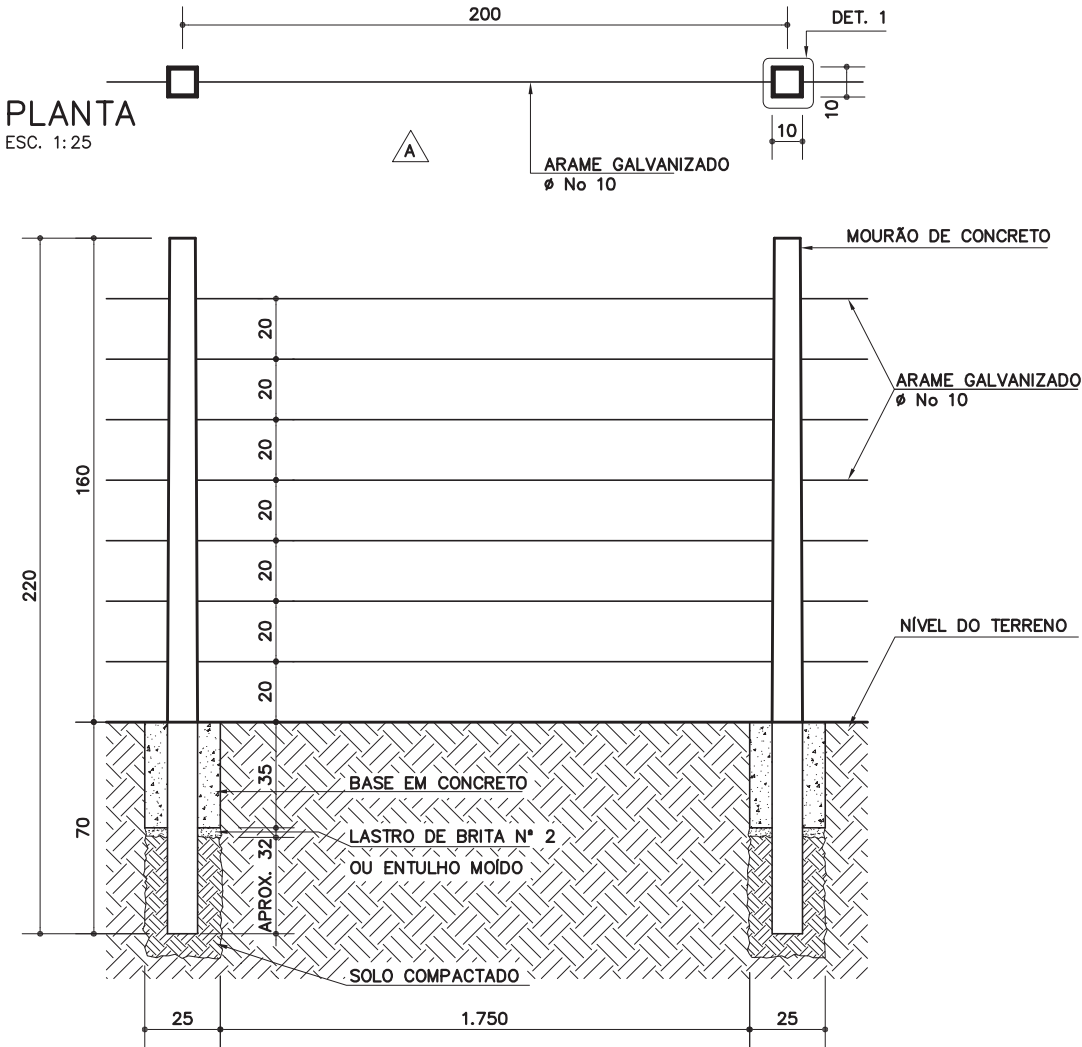 200
DET. 1
PLANTA
ESC. 1:25
10
10
A
ARAME GALVANIZADO
ø No 10
MOURÃO DE CONCRETO
20
20
20
20
20
20
20
ARAME GALVANIZADO
ø No 10
160
220
NÍVEL DO TERRENO
70
35
BASE EM CONCRETO
LASTRO DE BRITA Nº 2
OU ENTULHO MOÍDO
APROX. 32
SOLO COMPACTADO
25
1.750
25